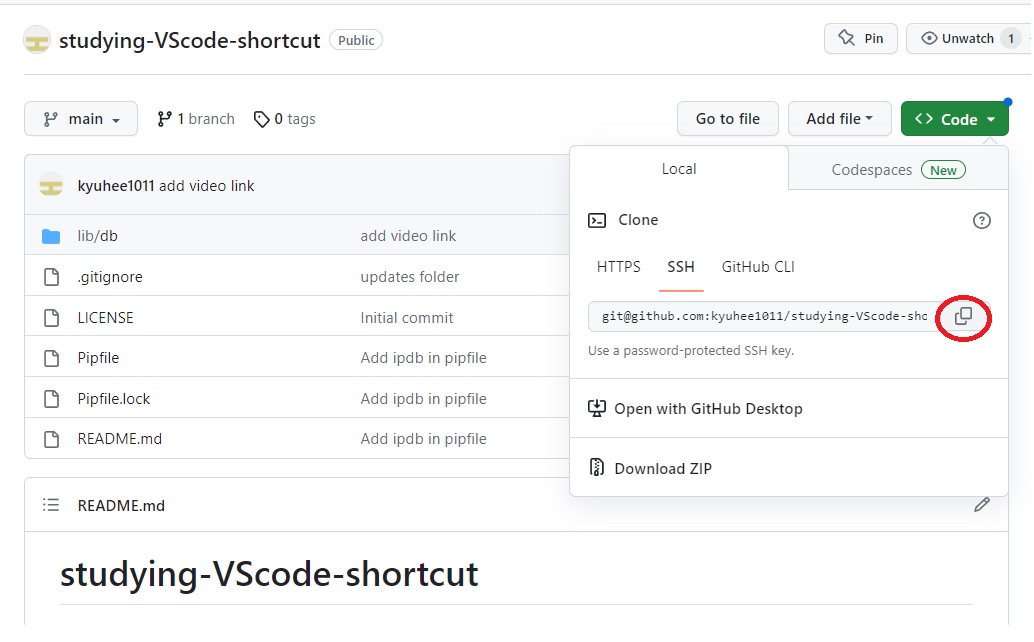 studying-VScode-shortcut Public Pin Unwatch 1
main 1 branch 0 tags Go to file Add file <> Code
Local Codespaces New
kyuhee1011 add video link
Clone
lib/db add video link
.gitignore updates folder
HTTPS SSH GitHub CLI
LICENSE Initial commit
git@github.com:kyuhee1011/studying-VScode-shc
Use a password-protected SSH key.
Pipfile Add ipdb in pipfile
Pipfile.lock Add ipdb in pipfile
Open with GitHub Desktop
README.md Add ipdb in pipfile
Download ZIP
README.md
studying-VScode-shortcut